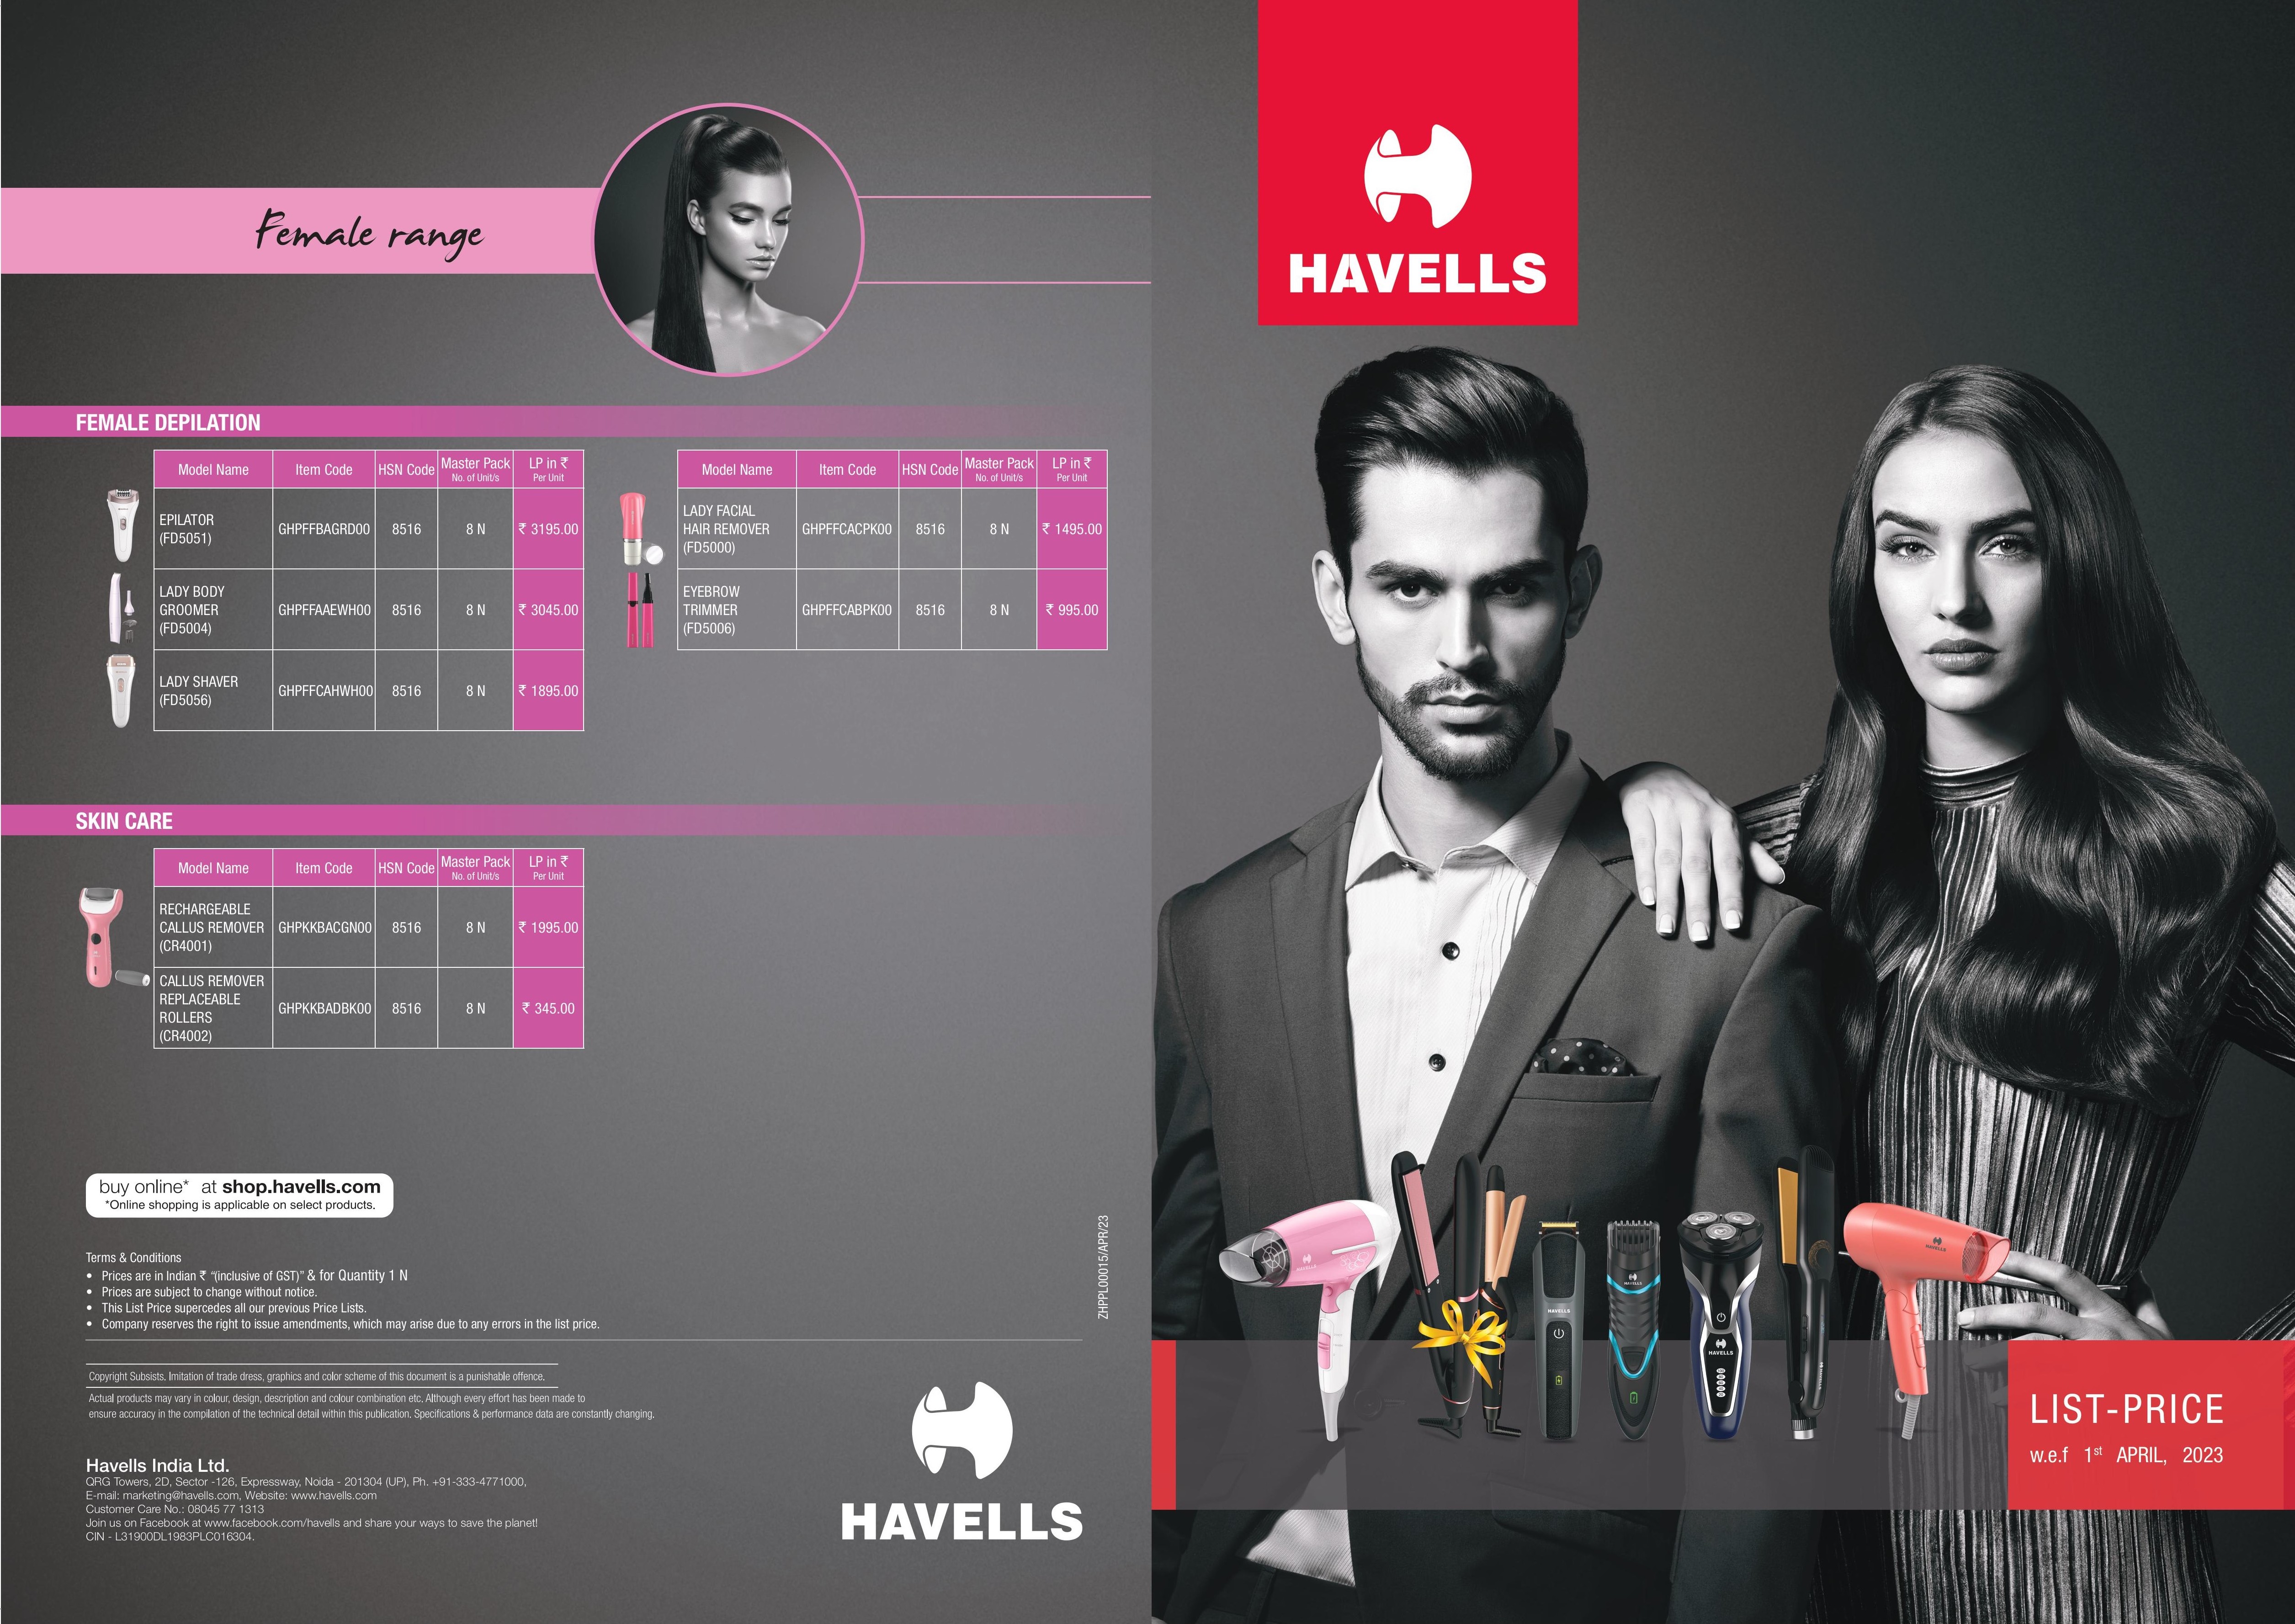 Female range
FEMALE DEPILATION
Model Name Item Code HSN Code Master Pack No. of Unit/s LP in ₹ Per Unit
EPILATOR (FD5051) GHPFFBAGRD00 8516 8 N ₹ 3195.00
LADY BODY GROOMER (FD5004) GHPFFAAEWH00 8516 8 N ₹ 3045.00
LADY SHAVER (FD5056) GHPFFCAHWH00 8516 8 N ₹ 1895.00
Model Name Item Code HSN Code Master Pack No. of Unit/s LP in ₹ Per Unit
LADY FACIAL HAIR REMOVER (FD5000) GHPFFCACPK00 8516 8 N ₹ 1495.00
EYEBROW TRIMMER (FD5006) GHPFFCABPK00 8516 8 N ₹ 995.00
SKIN CARE
Model Name Item Code HSN Code Master Pack No. of Unit/s LP in ₹ Per Unit
RECHARGEABLE CALLUS REMOVER (CR4001) GHPKKBACGN00 8516 8 N ₹ 1995.00
CALLUS REMOVER REPLACEABLE ROLLERS (CR4002) GHPKKBADBK00 8516 8 N ₹ 345.00
buy online* at shop.havells.com
*Online shopping is applicable on select products.
Terms & Conditions
• Prices are in Indian ₹ “(inclusive of GST)” & for Quantity 1 N
• Prices are subject to change without notice.
• This List Price supercedes all our previous Price Lists.
• Company reserves the right to issue amendments, which may arise due to any errors in the list price.
Copyright Subsists. Imitation of trade dress, graphics and color scheme of this document is a punishable offence.
Actual products may vary in colour, design, description and colour combination etc. Although every effort has been made to
ensure accuracy in the compilation of the technical detail within this publication. Specifications & performance data are constantly changing.
Havells India Ltd.
QRG Towers, 2D, Sector -126, Expressway, Noida - 201304 (UP), Ph. +91-333-4771000,
E-mail: marketing@havells.com, Website: www.havells.com
Customer Care No.: 08045 77 1313
Join us on Facebook at www.facebook.com/havells and share your ways to save the planet!
CIN - L31900DL1983PLC016304.
HAVELLS
ZHPPL00015/APR/23
HAVELLS
HAVELLS
HAVELLS
HAVELLS
HAVELLS
HAVELLS
LIST-PRICE
w.e.f 1st APRIL, 2023